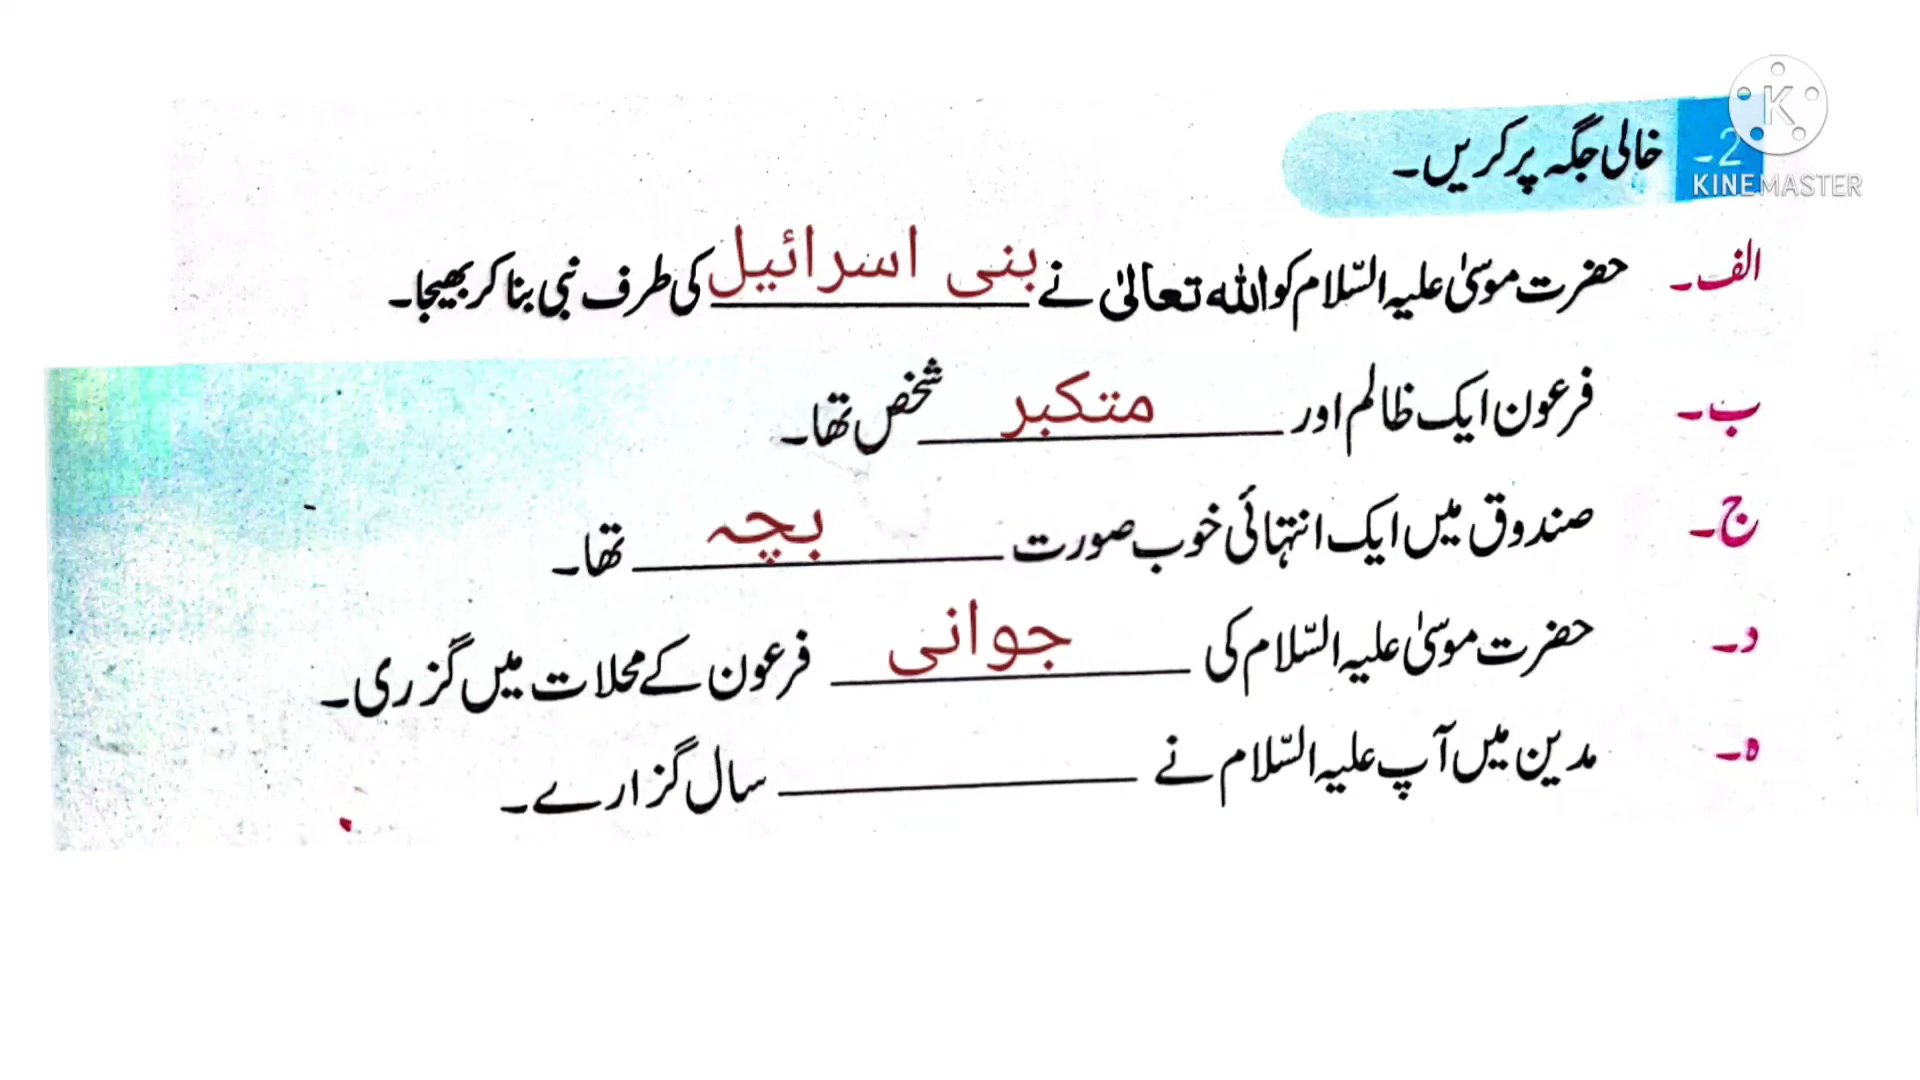 2۔ خالی جگہ پر کریں۔
KINEMASTER
الف۔ حضرت موسیٰ علیہ السّلام کو اللہ تعالیٰ نے بنی اسرائیل کی طرف نبی بنا کر بھیجا۔
ب۔ فرعون ایک ظالم اور متکبر شخص تھا۔
ج۔ صندوق میں ایک انتہائی خوب صورت بچہ تھا۔
د۔ حضرت موسیٰ علیہ السّلام کی جوانی فرعون کے محلات میں گزری۔
ہ۔ مدین میں آپ علیہ السّلام نے ____________ سال گزارے۔